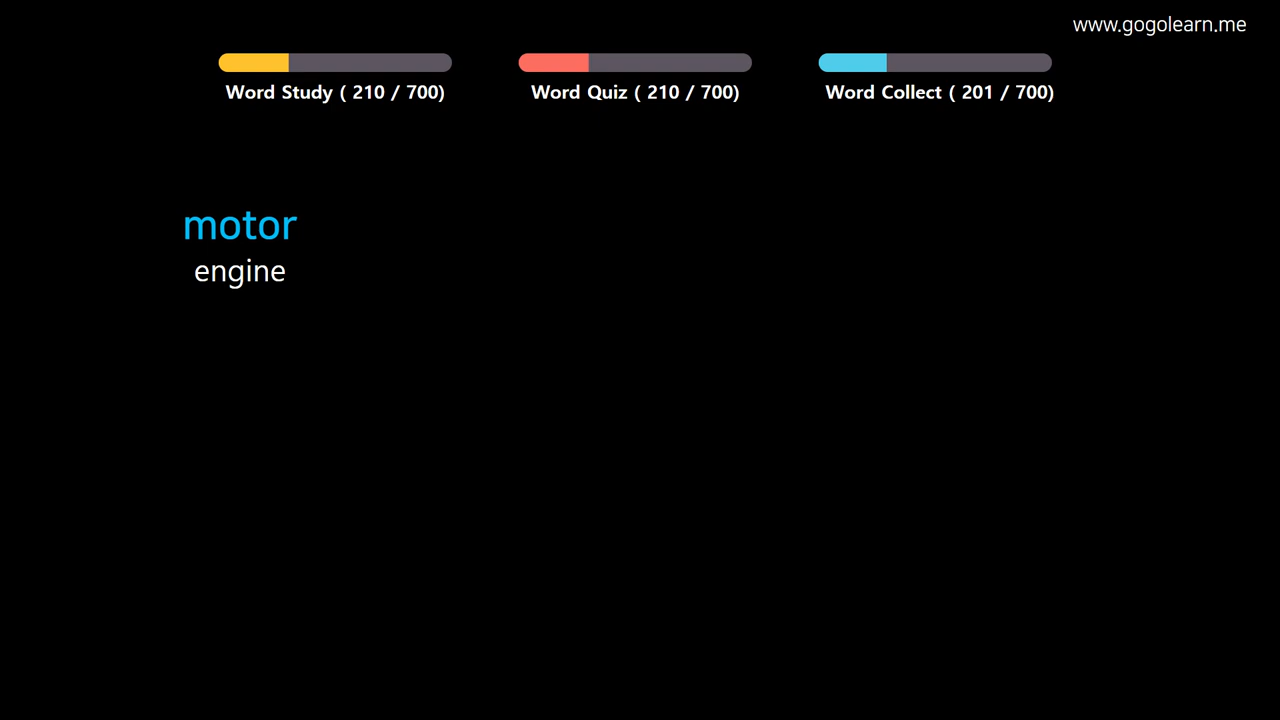 www.gogolearn.me
Word Study ( 210 / 700)
Word Quiz ( 210 / 700)
Word Collect ( 201 / 700)
motor
engine